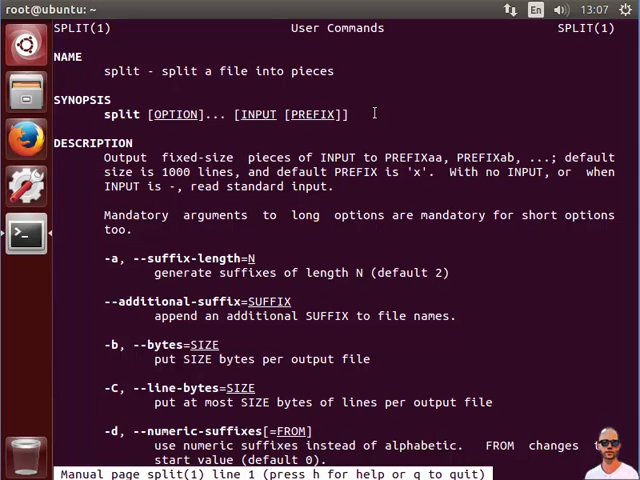 root@ubuntu: ~
En
13:07
SPLIT(1) User Commands SPLIT(1)
NAME
split - split a file into pieces
SYNOPSIS
split [OPTION]... [INPUT [PREFIX]]
DESCRIPTION
Output fixed-size pieces of INPUT to PREFIXaa, PREFIXab, ...; default
size is 1000 lines, and default PREFIX is 'x'. With no INPUT, or when
INPUT is -, read standard input.
Mandatory arguments to long options are mandatory for short options
too.
-a, --suffix-length=N
generate suffixes of length N (default 2)
--additional-suffix=SUFFIX
append an additional SUFFIX to file names.
-b, --bytes=SIZE
put SIZE bytes per output file
-C, --line-bytes=SIZE
put at most SIZE bytes of lines per output file
-d, --numeric-suffixes[=FROM]
use numeric suffixes instead of alphabetic. FROM changes
start value (default 0).
Manual page split(1) line 1 (press h for help or q to quit)